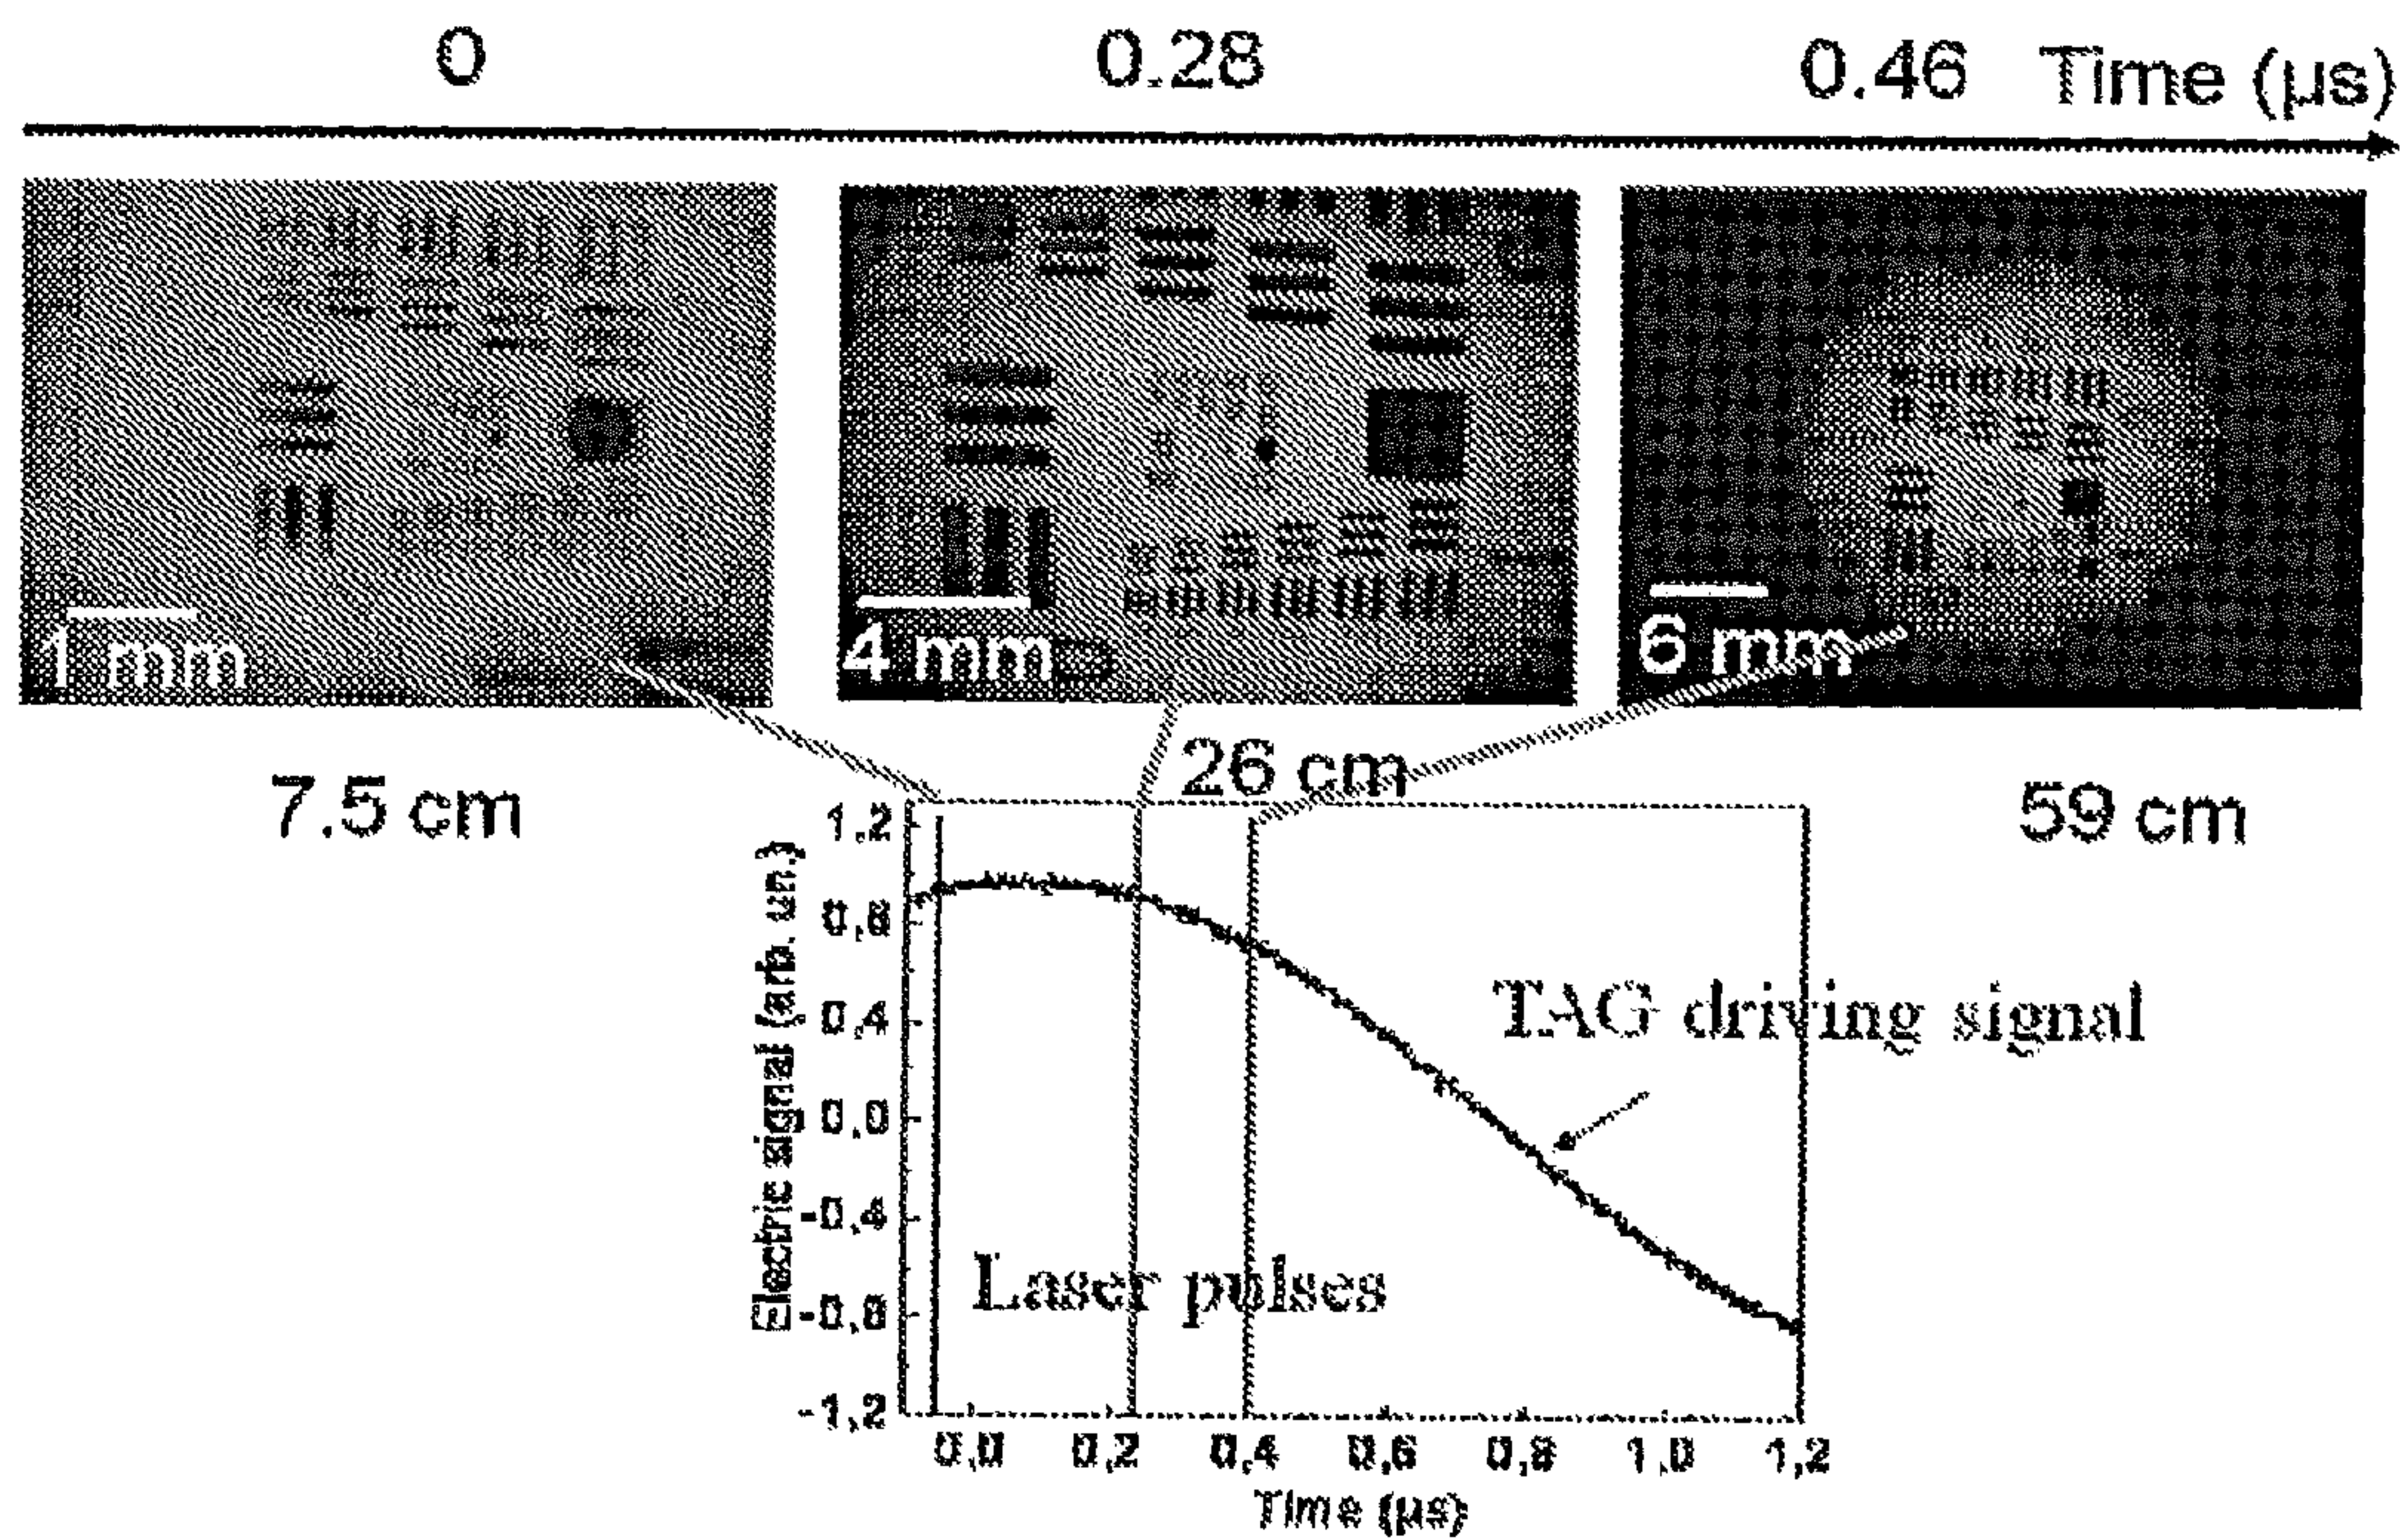 0 0.28 0.46 Time (µs)
1 mm
4 mm
6 mm
7.5 cm
26 cm
59 cm
Electric signal (arb. un.)
1,2
0,8
0,4
0,0
-0,4
-0,8
-1,2
TAG driving signal
Laser pulses
0,0 0,2 0,4 0,6 0,8 1,0 1,2
Time (µs)